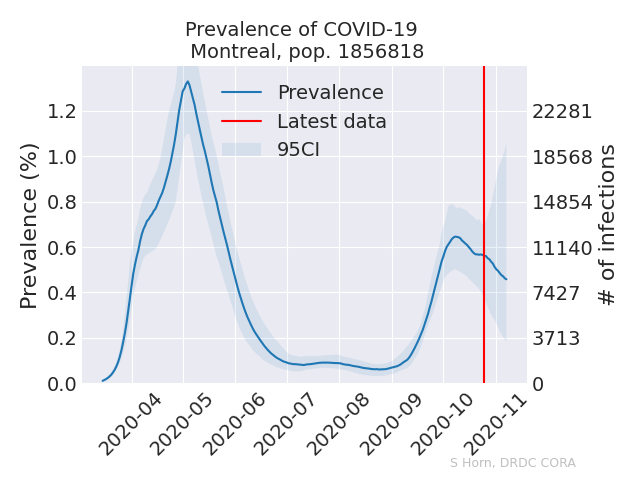 Prevalence of COVID-19
Montreal, pop. 1856818
Prevalence
Latest data
95CI
Prevalence (%)
1.2
1.0
0.8
0.6
0.4
0.2
0.0
22281
18568
14854
11140
7427
3713
0
# of infections
2020-04
2020-05
2020-06
2020-07
2020-08
2020-09
2020-10
2020-11
S Horn, DRDC CORA